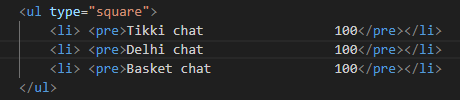 <ul type="square">
    <li> <pre>Tikki chat                    100</pre></li>
    <li> <pre>Delhi chat                    100</pre></li>
    <li> <pre>Basket chat                   100</pre></li>
</ul>